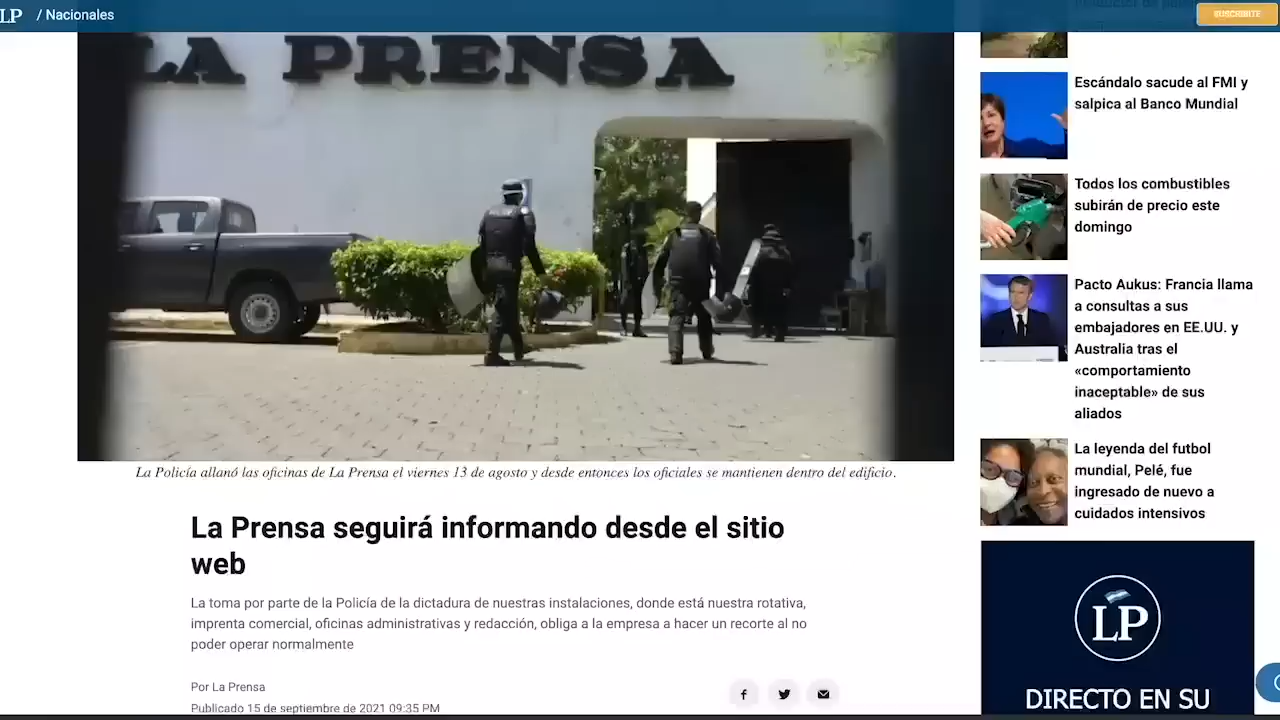 LP / Nacionales
SUSCRIBITE
LA PRENSA
La Policía allanó las oficinas de La Prensa el viernes 13 de agosto y desde entonces los oficiales se mantienen dentro del edificio.
La Prensa seguirá informando desde el sitio
web
La toma por parte de la Policía de la dictadura de nuestras instalaciones, donde está nuestra rotativa,
imprenta comercial, oficinas administrativas y redacción, obliga a la empresa a hacer un recorte al no
poder operar normalmente
Por La Prensa
Publicado 15 de septiembre de 2021 09:35 PM
Escándalo sacude al FMI y
salpica al Banco Mundial
Todos los combustibles
subirán de precio este
domingo
Pacto Aukus: Francia llama
a consultas a sus
embajadores en EE.UU. y
Australia tras el
«comportamiento
inaceptable» de sus
aliados
La leyenda del futbol
mundial, Pelé, fue
ingresado de nuevo a
cuidados intensivos
LP
DIRECTO EN SU